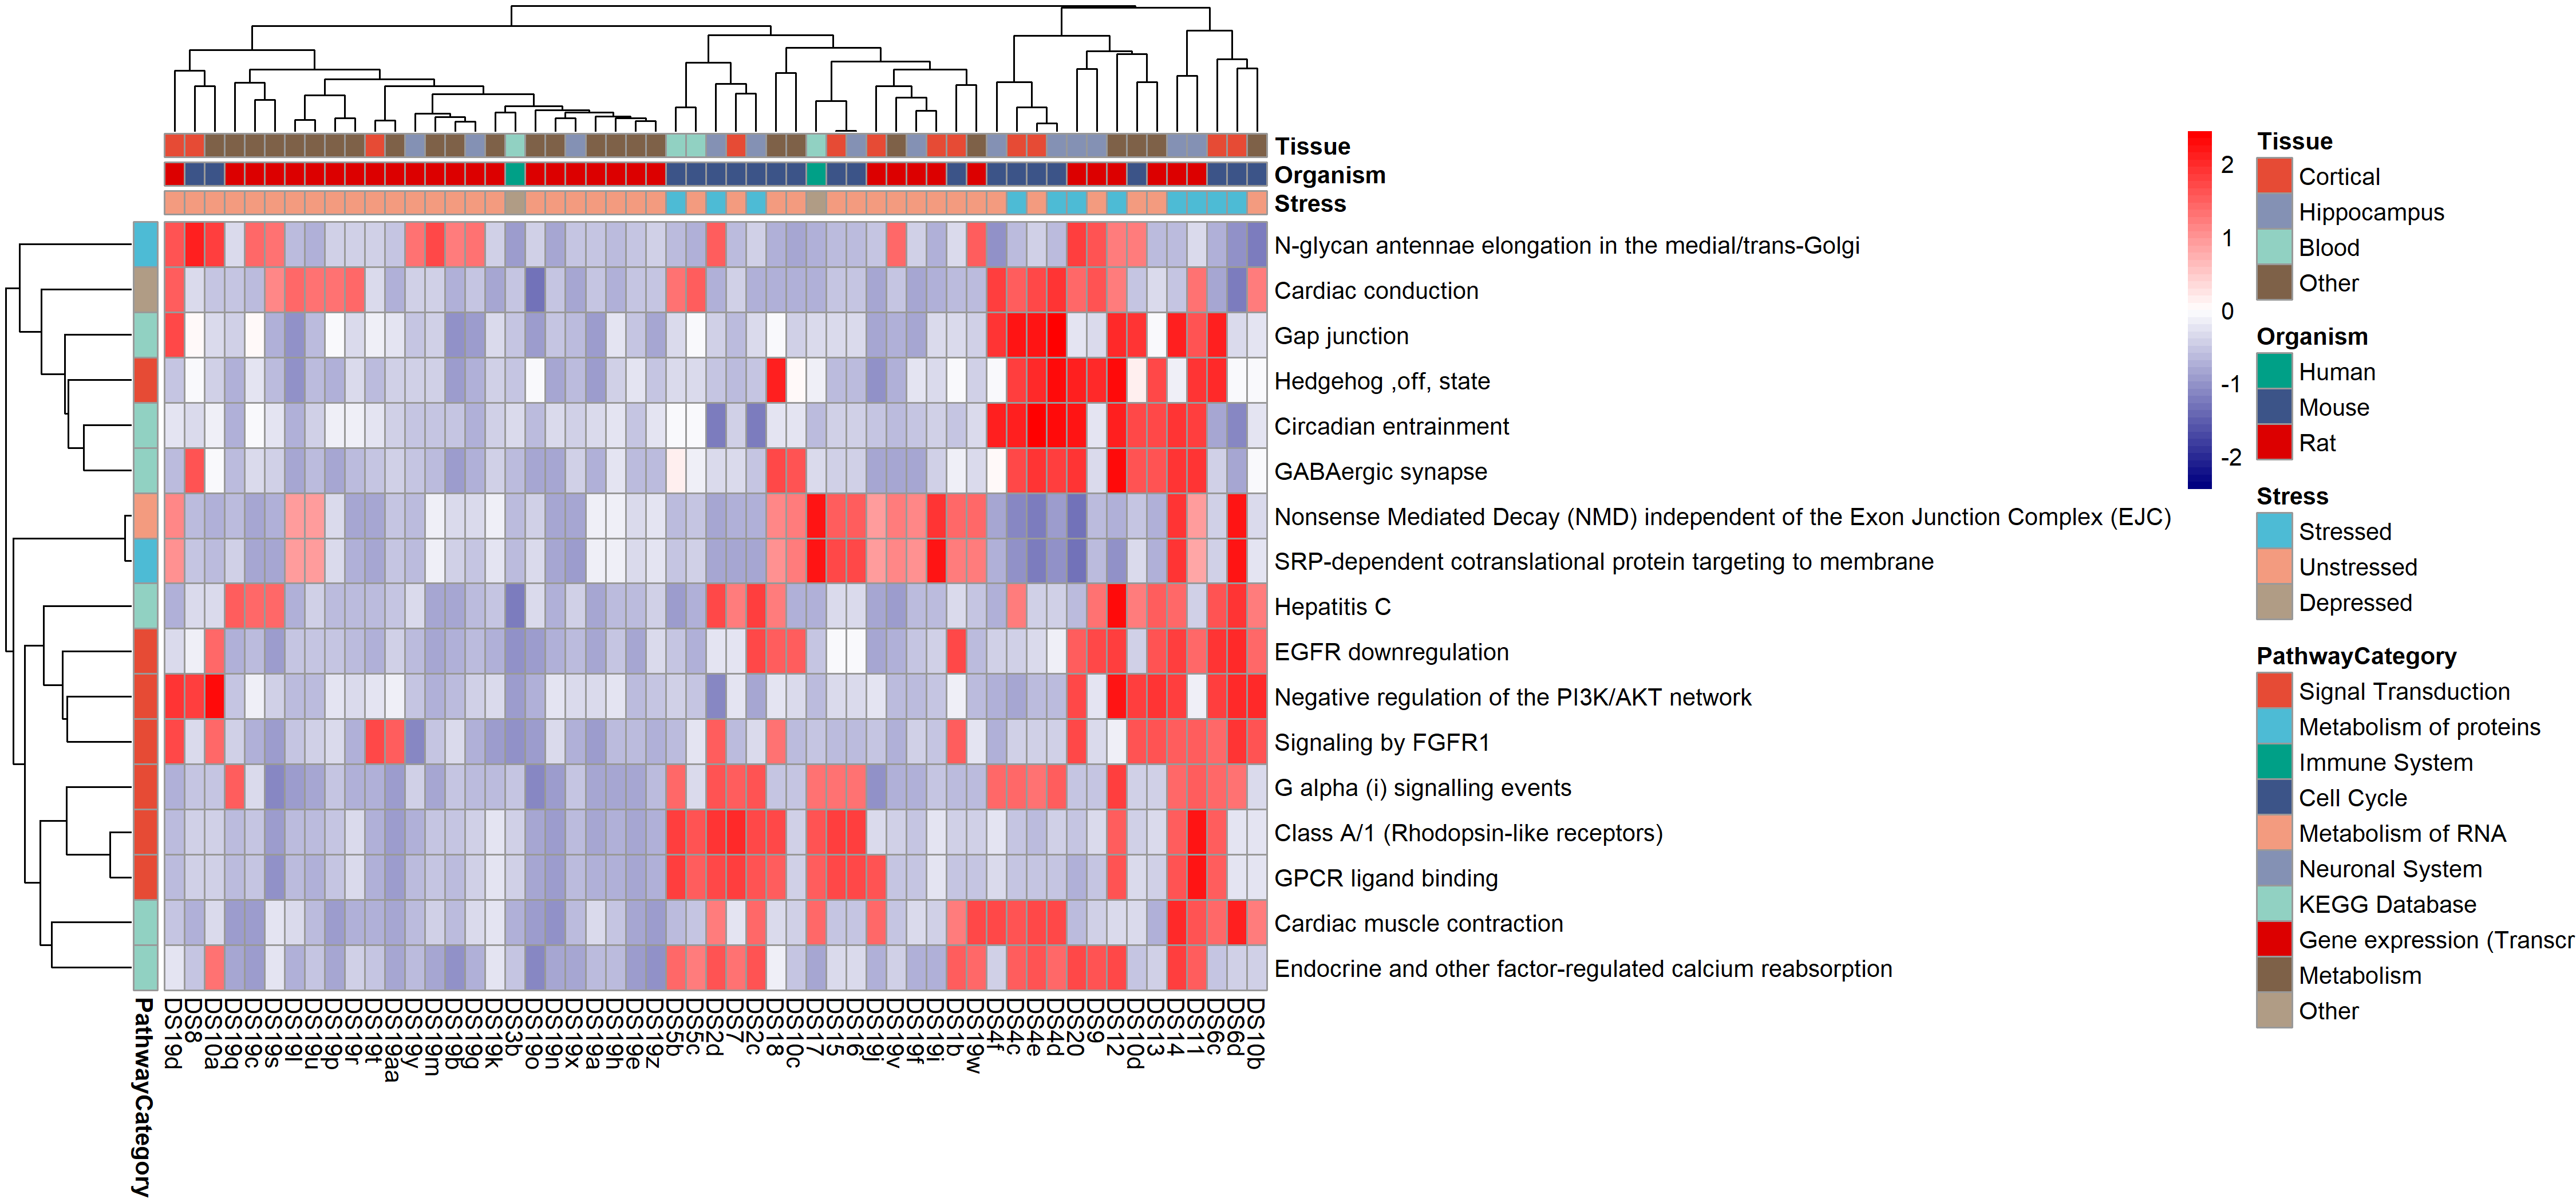 Tissue
Organism
Stress
N-glycan antennae elongation in the medial/trans-Golgi
Cardiac conduction
Gap junction
Hedgehog ,off, state
Circadian entrainment
GABAergic synapse
Nonsense Mediated Decay (NMD) independent of the Exon Junction Complex (EJC)
SRP-dependent cotranslational protein targeting to membrane
Hepatitis C
EGFR downregulation
Negative regulation of the PI3K/AKT network
Signaling by FGFR1
G alpha (i) signalling events
Class A/1 (Rhodopsin-like receptors)
GPCR ligand binding
Cardiac muscle contraction
Endocrine and other factor-regulated calcium reabsorption
PathwayCategory
DS19d
DS8
DS10a
DS19q
DS19c
DS19s
DS19l
DS19u
DS19p
DS19r
DS19t
DS19aa
DS19y
DS19m
DS19b
DS19g
DS19k
DS3b
DS19o
DS19n
DS19x
DS19a
DS19h
DS19e
DS19z
DS5b
DS5c
DS2d
DS7
DS2c
DS18
DS10c
DS17
DS15
DS16
DS19j
DS19v
DS19f
DS19i
DS1b
DS19w
DS4f
DS4c
DS4e
DS4d
DS20
DS9
DS12
DS10d
DS13
DS14
DS11
DS6c
DS6d
DS10b
2
1
0
-1
-2
Tissue
Cortical
Hippocampus
Blood
Other
Organism
Human
Mouse
Rat
Stress
Stressed
Unstressed
Depressed
PathwayCategory
Signal Transduction
Metabolism of proteins
Immune System
Cell Cycle
Metabolism of RNA
Neuronal System
KEGG Database
Gene expression (Transcr
Metabolism
Other